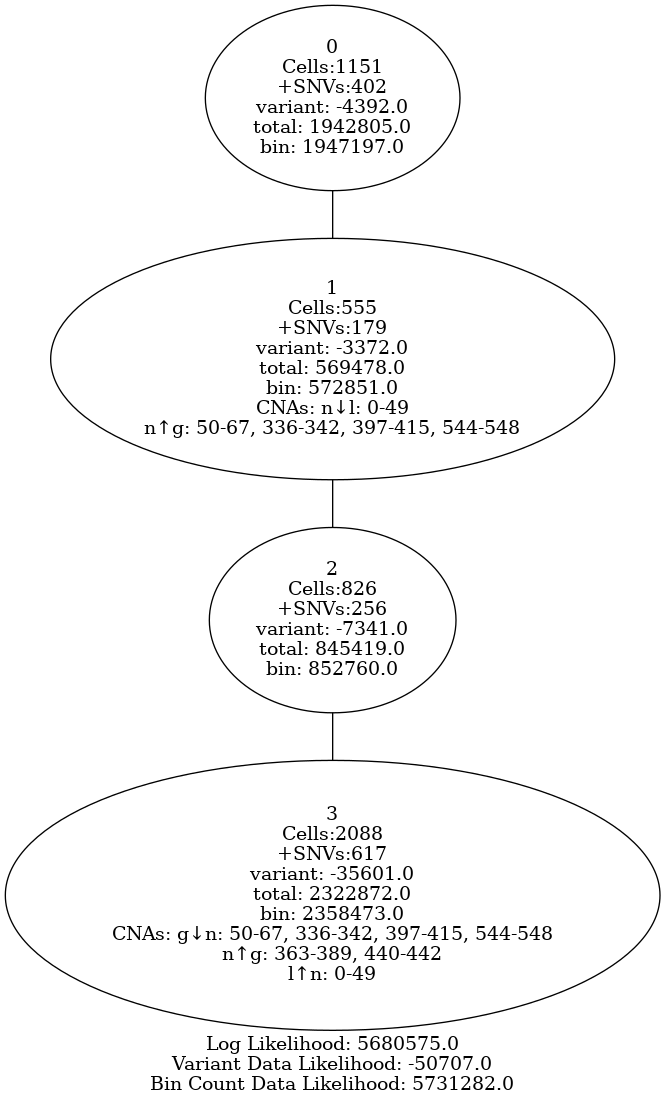 0
Cells:1151
+SNVs:402
variant: -4392.0
total: 1942805.0
bin: 1947197.0
1
Cells:555
+SNVs:179
variant: -3372.0
total: 569478.0
bin: 572851.0
CNAs: n↓l: 0-49
n↑g: 50-67, 336-342, 397-415, 544-548
2
Cells:826
+SNVs:256
variant: -7341.0
total: 845419.0
bin: 852760.0
3
Cells:2088
+SNVs:617
variant: -35601.0
total: 2322872.0
bin: 2358473.0
CNAs: g↓n: 50-67, 336-342, 397-415, 544-548
n↑g: 363-389, 440-442
l↑n: 0-49
Log Likelihood: 5680575.0
Variant Data Likelihood: -50707.0
Bin Count Data Likelihood: 5731282.0